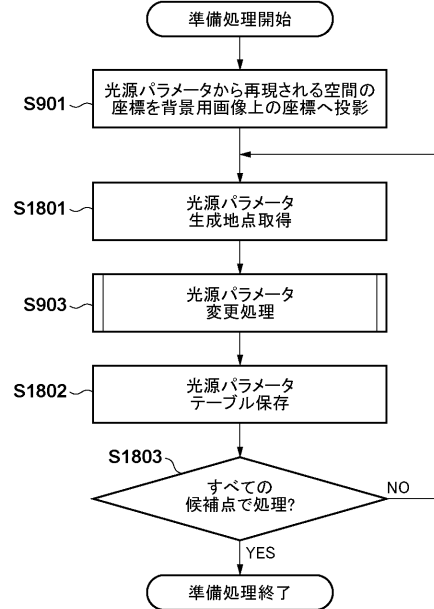 準備処理開始
S901
光源パラメータから再現される空間の
座標を背景用画像上の座標へ投影
S1801
光源パラメータ
生成地点取得
S903
光源パラメータ
変更処理
S1802
光源パラメータ
テーブル保存
S1803
すべての
候補点で処理?
NO
YES
準備処理終了